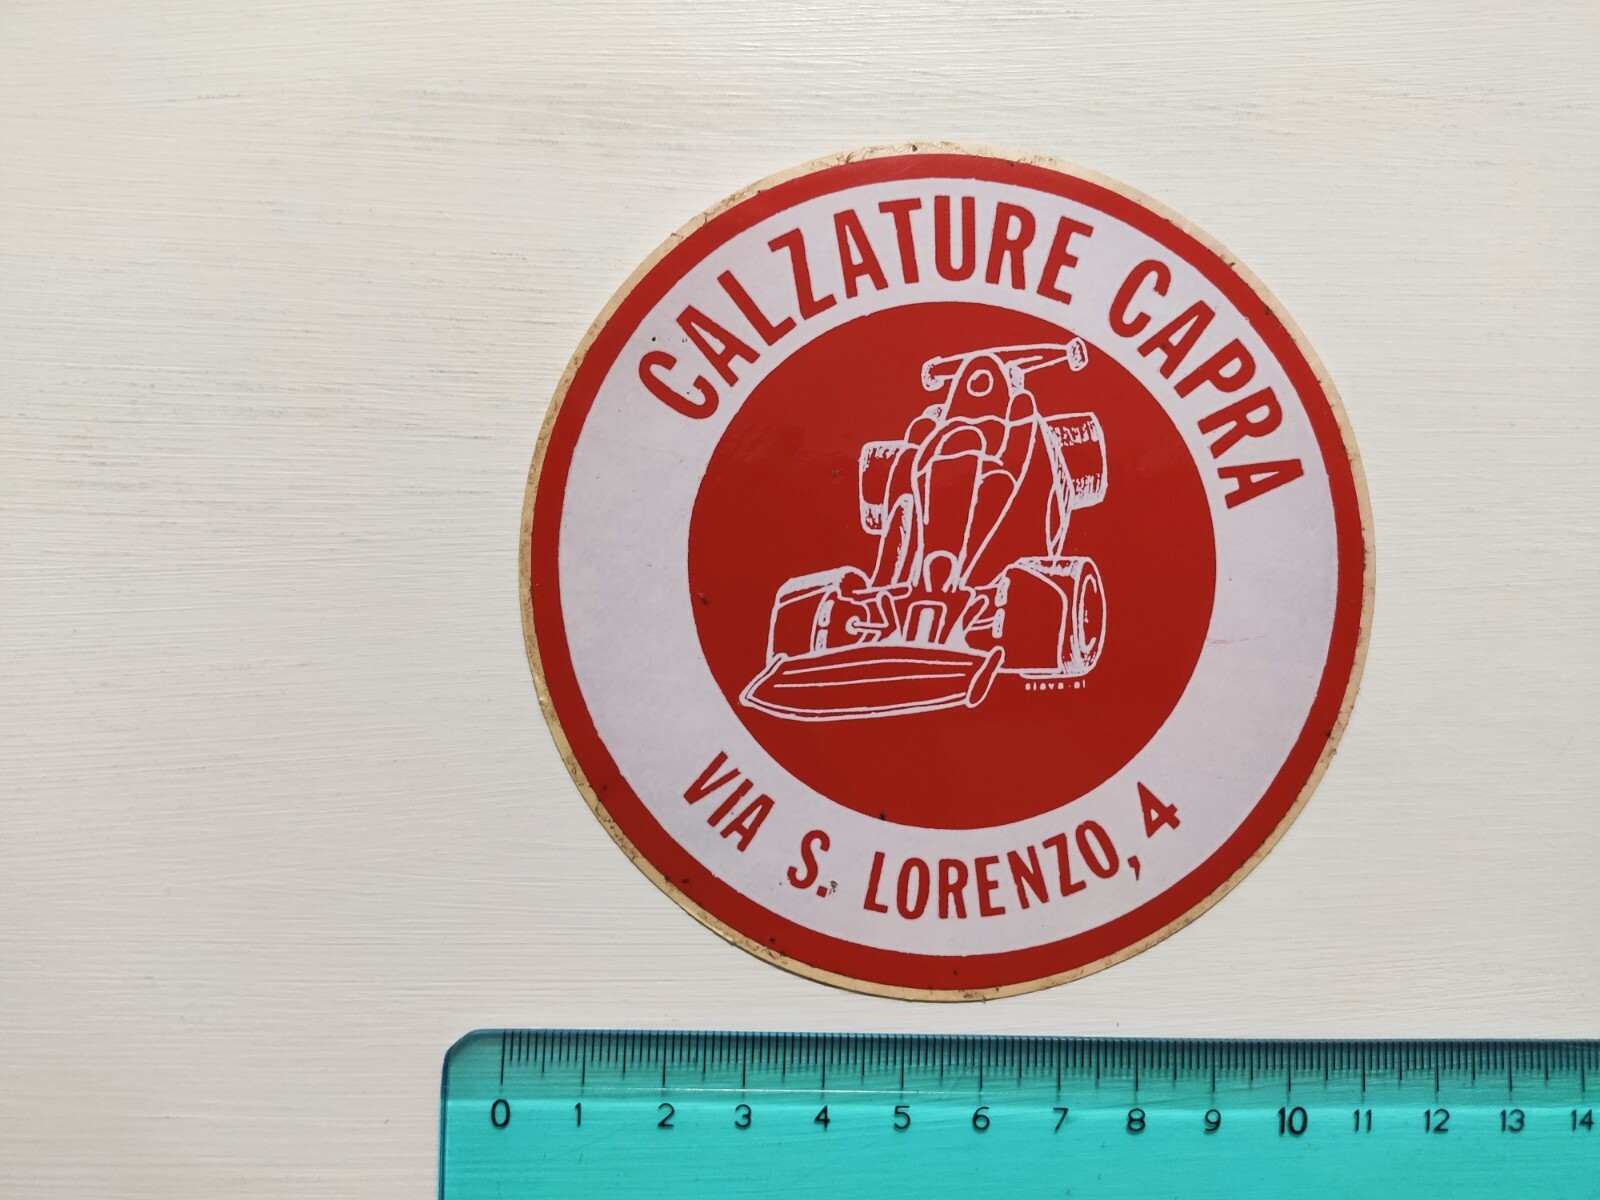 CALZATURE CAPRA
VIA S. LORENZO, 4
0 1 2 3 4 5 6 7 8 9 10 11 12 13 14